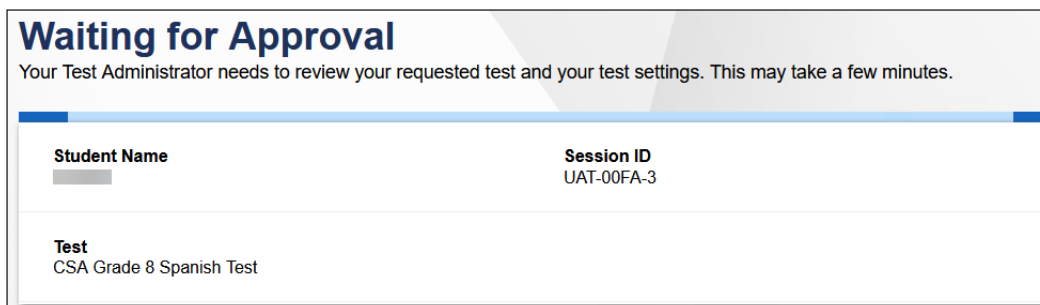 Waiting for Approval
Your Test Administrator needs to review your requested test and your test settings. This may take a few minutes.
Student Name
Session ID
UAT-00FA-3
Test
CSA Grade 8 Spanish Test